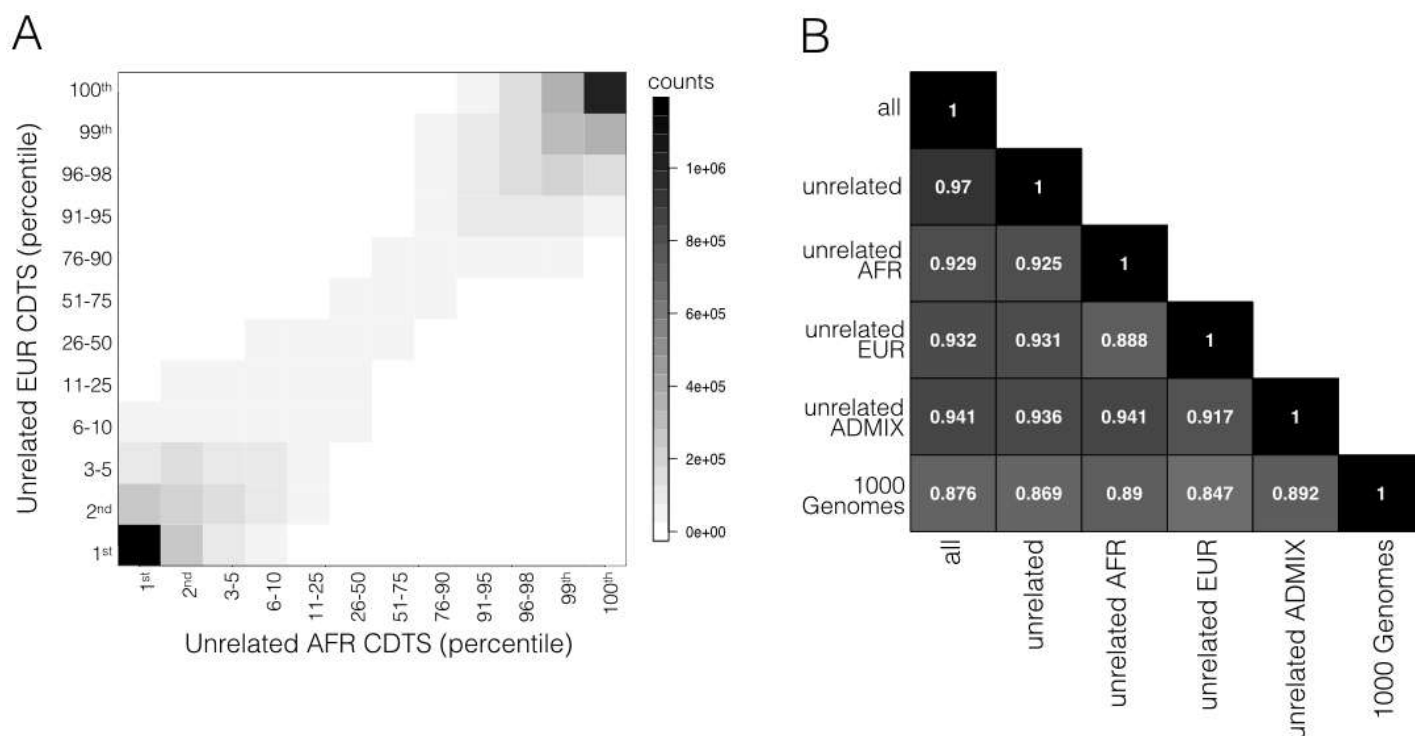 A
Unrelated EUR CDTS (percentile)
100th
99th
96-98
91-95
76-90
51-75
26-50
11-25
6-10
3-5
2nd
1st
1st
2nd
3-5
6-10
11-25
26-50
51-75
76-90
91-95
96-98
99th
100th
Unrelated AFR CDTS (percentile)
counts
1e+06
8e+05
6e+05
4e+05
2e+05
0e+00
B
all
1
unrelated
0.97 1
unrelated
AFR
0.929 0.925 1
unrelated
EUR
0.932 0.931 0.888 1
unrelated
ADMIX
0.941 0.936 0.941 0.917 1
1000
Genomes
0.876 0.869 0.89 0.847 0.892 1
all
unrelated
unrelated AFR
unrelated EUR
unrelated ADMIX
1000 Genomes